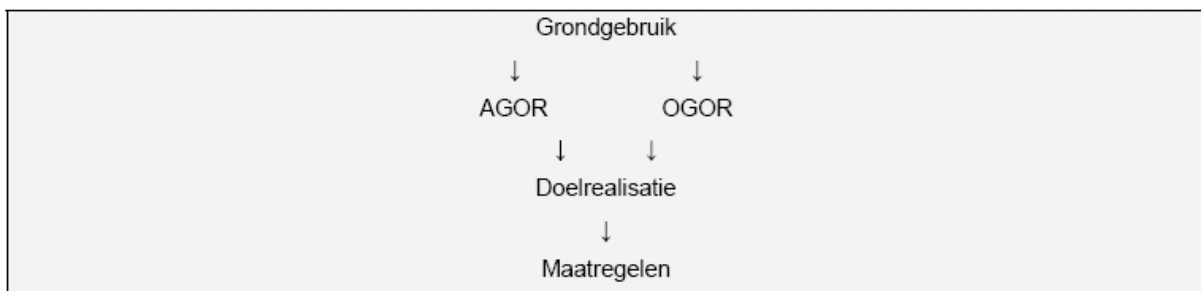 Grondgebruik
↓ ↓
AGOR OGOR
↓ ↓
Doelrealisatie
↓
Maatregelen